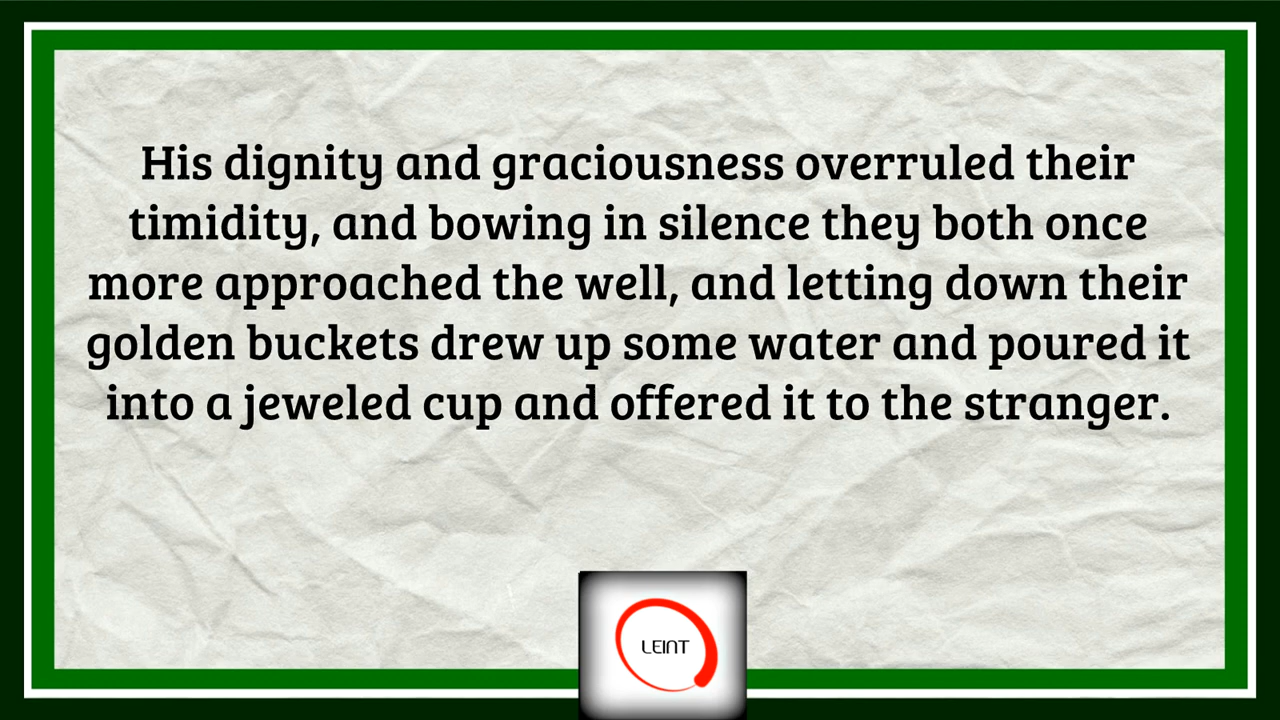 His dignity and graciousness overruled their
timidity, and bowing in silence they both once
more approached the well, and letting down their
golden buckets drew up some water and poured it
into a jeweled cup and offered it to the stranger.
LEINT